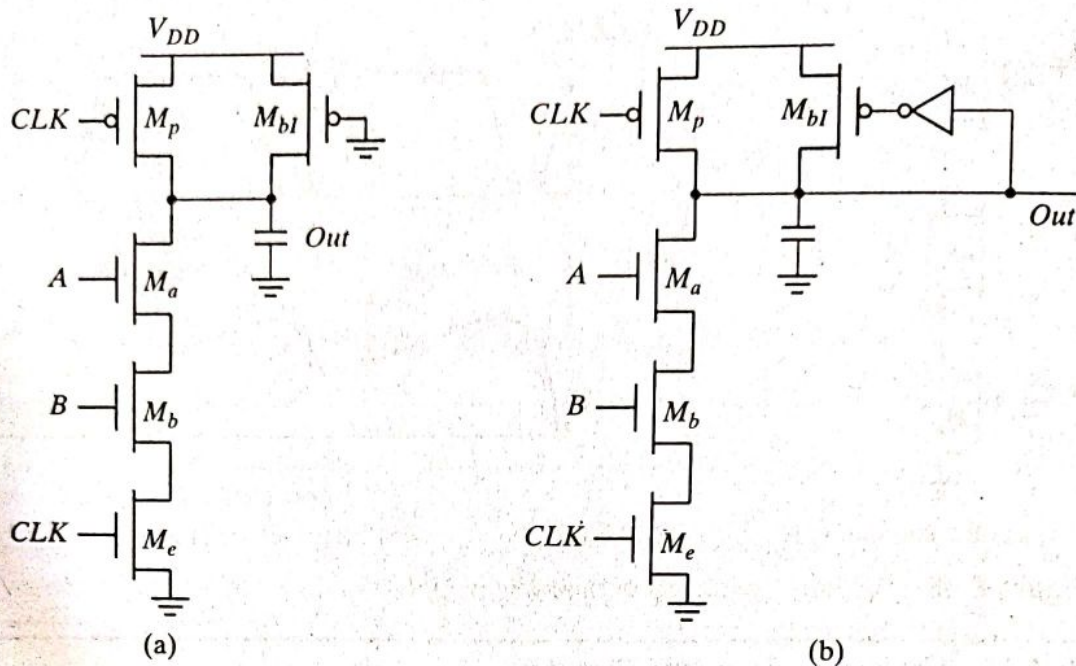 V_DD
CLK M_p M_bl
Out
A M_a
B M_b
CLK M_e
(a)
V_DD
CLK M_p M_bl
Out
A M_a
B M_b
CLK M_e
(b)